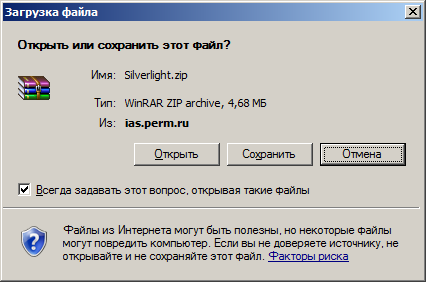 Загрузка файла
Открыть или сохранить этот файл?
Имя: Silverlight.zip
Тип: WinRAR ZIP archive, 4,68 МБ
Из: ias.perm.ru
Открыть Сохранить Отмена
Всегда задавать этот вопрос, открывая такие файлы
Файлы из Интернета могут быть полезны, но некоторые файлы
могут повредить компьютер. Если вы не доверяете источнику, не
открывайте и не сохраняйте этот файл. Факторы риска